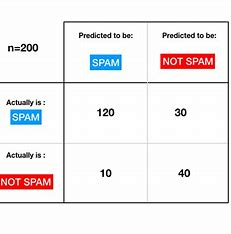 n=200
Predicted to be:
SPAM
Predicted to be:
NOT SPAM
Actually is :
SPAM
120
30
Actually is :
NOT SPAM
10
40